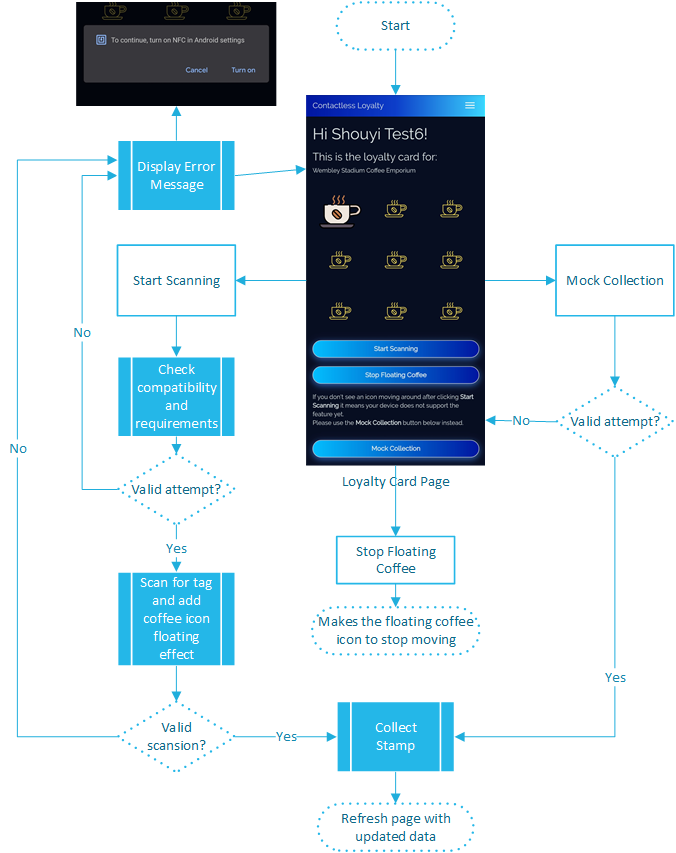 To continue, turn on NFC in Android settings
Cancel
Turn on
Start
Contactless Loyalty
Hi Shouyi Test6!
This is the loyalty card for:
Wembley Stadium Coffee Emporium
Display Error
Message
Start Scanning
Mock Collection
No
Start Scanning
Check
compatibility
and
requirements
Stop Floating Coffee
If you don't see an icon moving around after clicking Start
Scanning it means your device does not support the
feature yet.
Please use the Mock Collection button below instead.
No
Valid attempt?
Mock Collection
No
Loyalty Card Page
Valid attempt?
Yes
Stop Floating
Coffee
Scan for tag
and add
coffee icon
floating
effect
Makes the floating coffee
icon to stop moving
Yes
Valid
scansion?
Yes
Collect
Stamp
Refresh page with
updated data